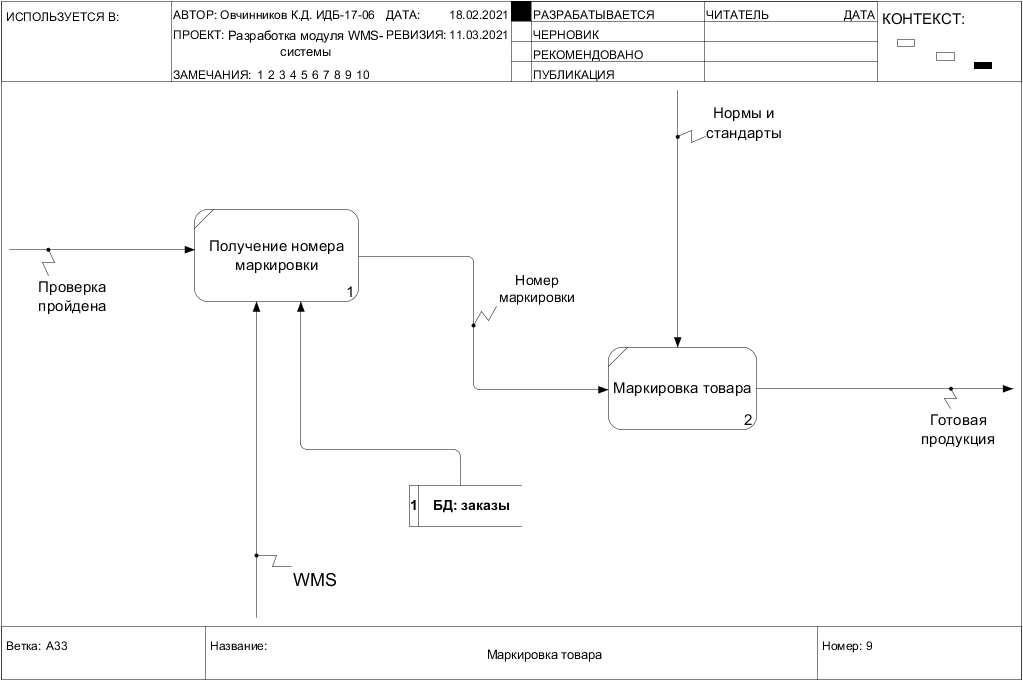 ИСПОЛЬЗУЕТСЯ В:
АВТОР: Овчинников К.Д. ИДБ-17-06 ДАТА: 18.02.2021
ПРОЕКТ: Разработка модуля WMS-системы РЕВИЗИЯ: 11.03.2021
ЗАМЕЧАНИЯ: 1 2 3 4 5 6 7 8 9 10
РАЗРАБАТЫВАЕТСЯ
ЧЕРНОВИК
РЕКОМЕНДОВАНО
ПУБЛИКАЦИЯ
ЧИТАТЕЛЬ ДАТА
КОНТЕКСТ:
Нормы и
стандарты
Получение номера
маркировки
1
Проверка
пройдена
Номер
маркировки
Маркировка товара
2
Готовая
продукция
1 БД: заказы
WMS
Ветка: A33
Название:
Маркировка товара
Номер: 9